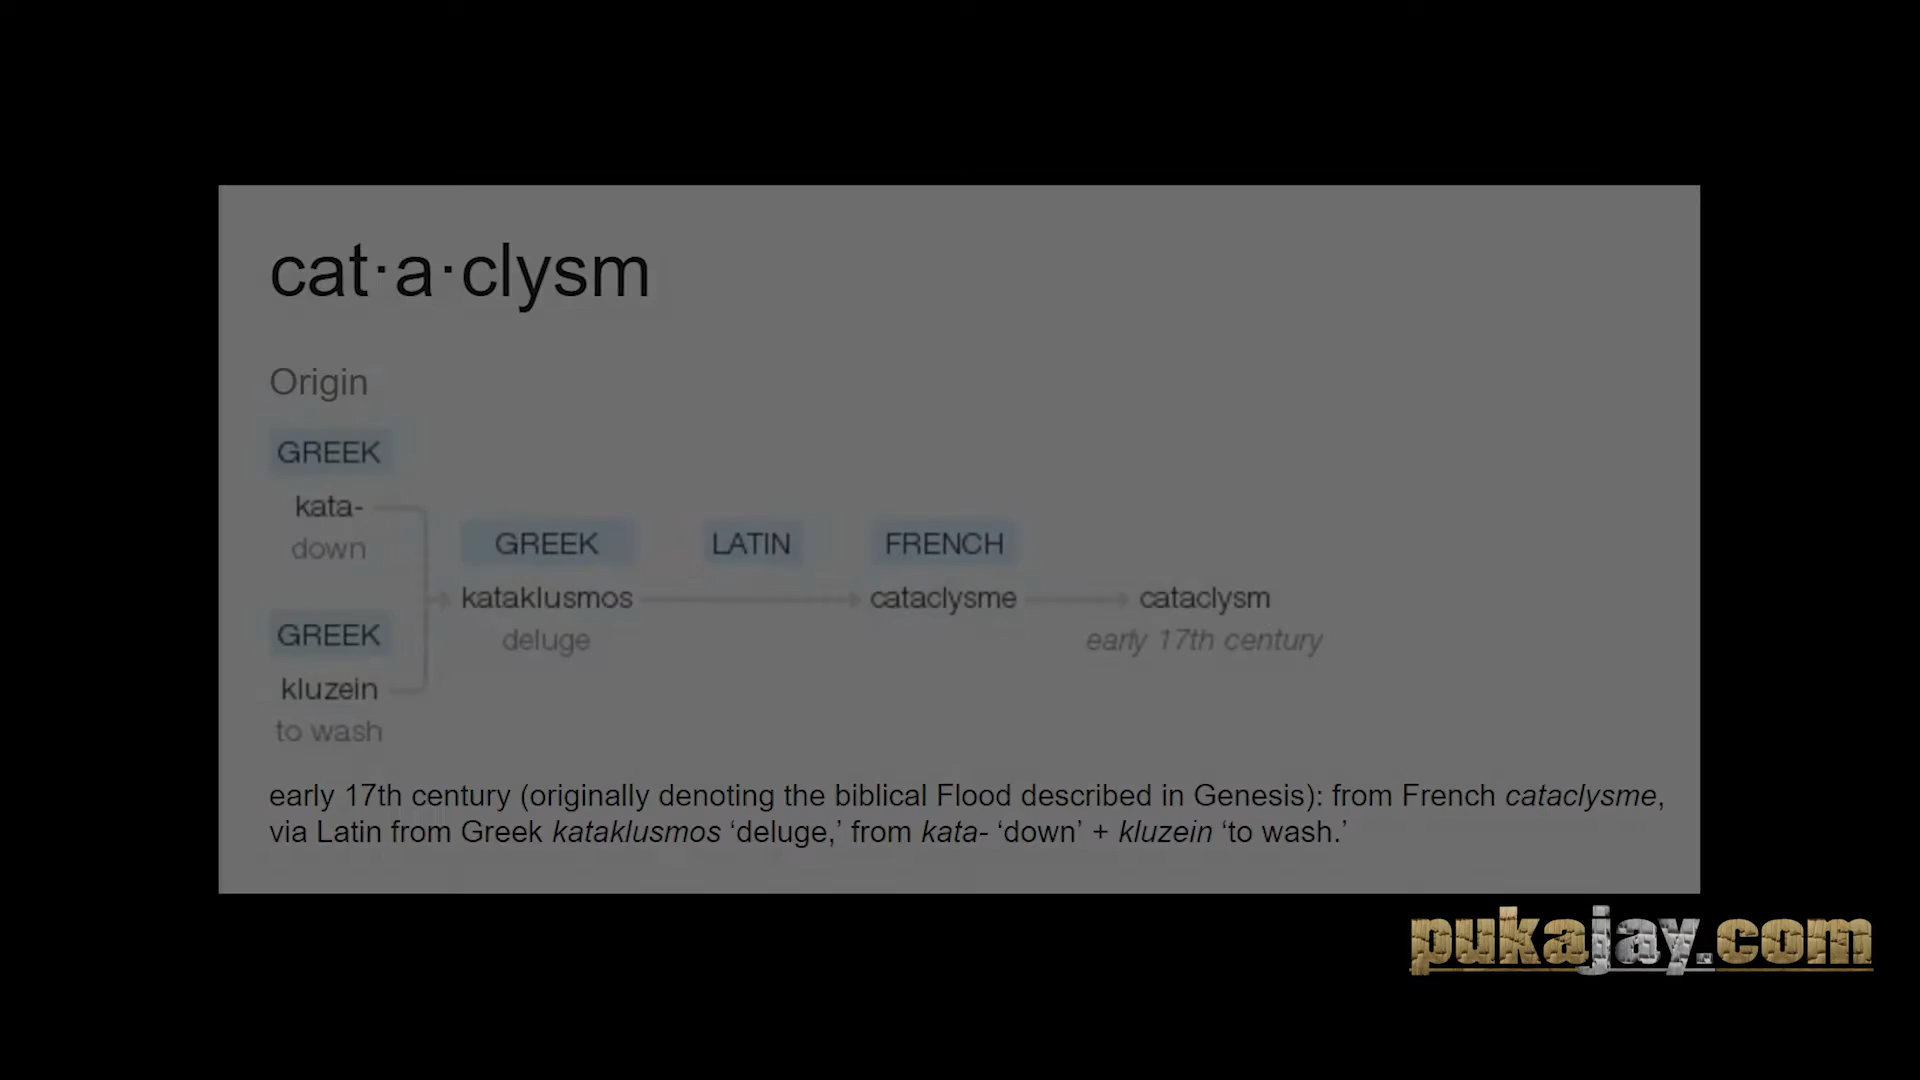 cat·a·clysm
Origin
GREEK
kata-
down
GREEK
kluzein
to wash
GREEK
kataklusmos
deluge
LATIN
FRENCH
cataclysme
cataclysm
early 17th century
early 17th century (originally denoting the biblical Flood described in Genesis): from French cataclysme,
via Latin from Greek kataklusmos ‘deluge,’ from kata- ‘down’ + kluzein ‘to wash.’
pukajay.com